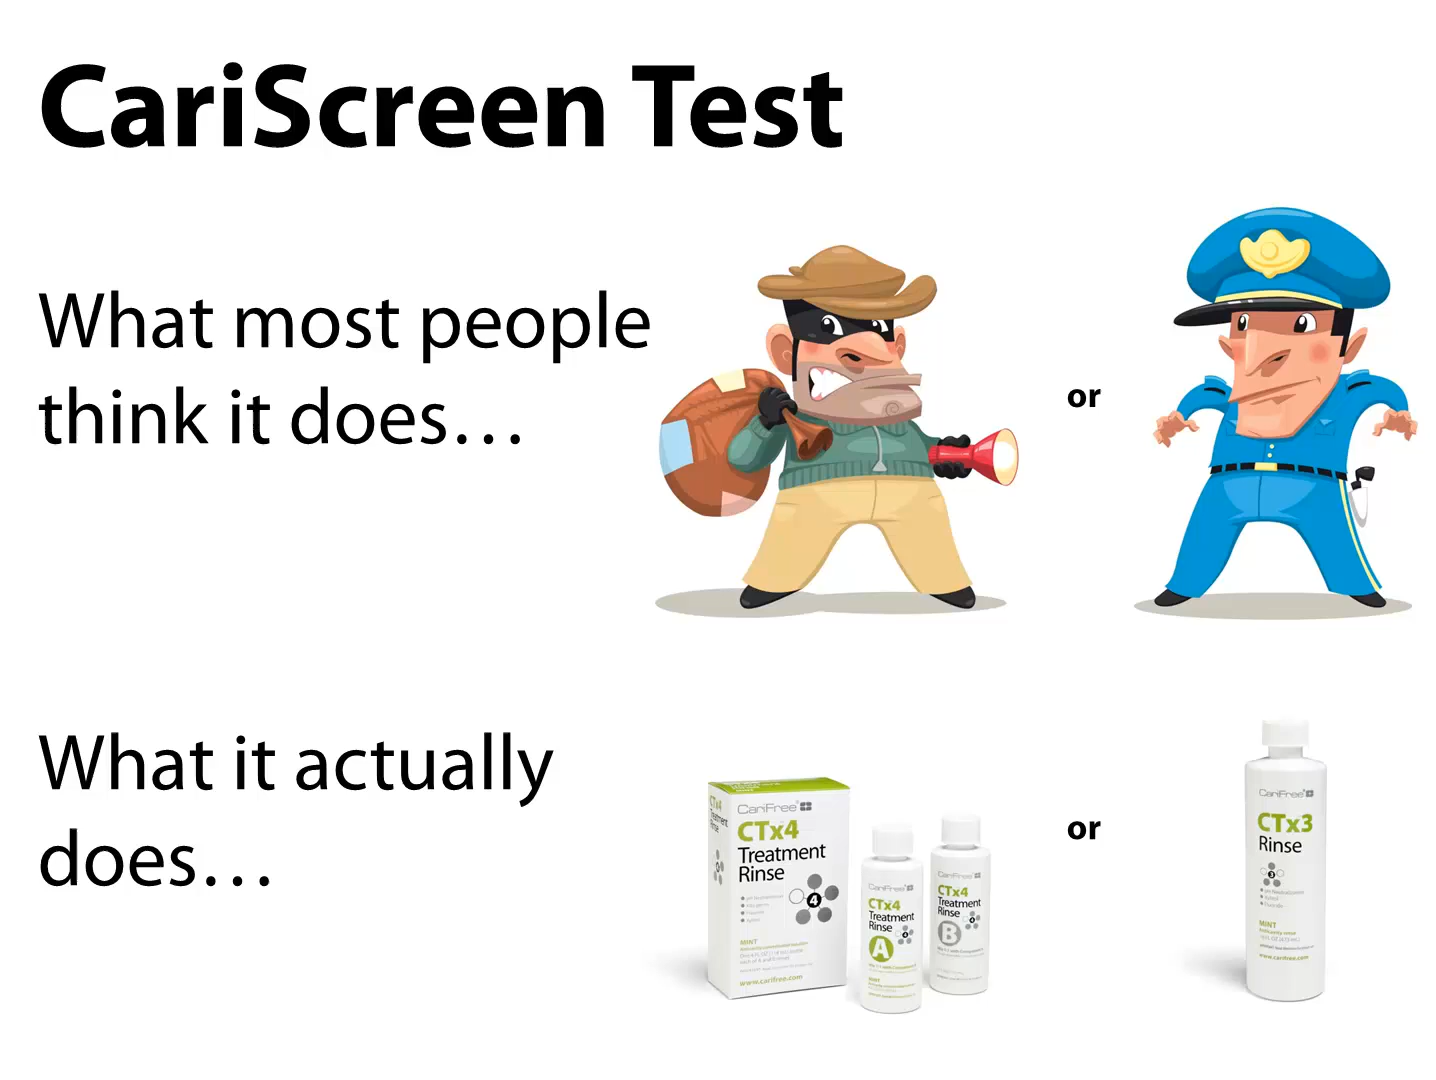 CariScreen Test
What most people
think it does…
or
What it actually
does…
CariFree
CTx4
Treatment
Rinse
MINT
www.carifree.com
CariFree
CTx4
Treatment
Rinse
A
MINT
CariFree
CTx4
Treatment
Rinse
B
or
CariFree
CTx3
Rinse
3
MINT
www.carifree.com